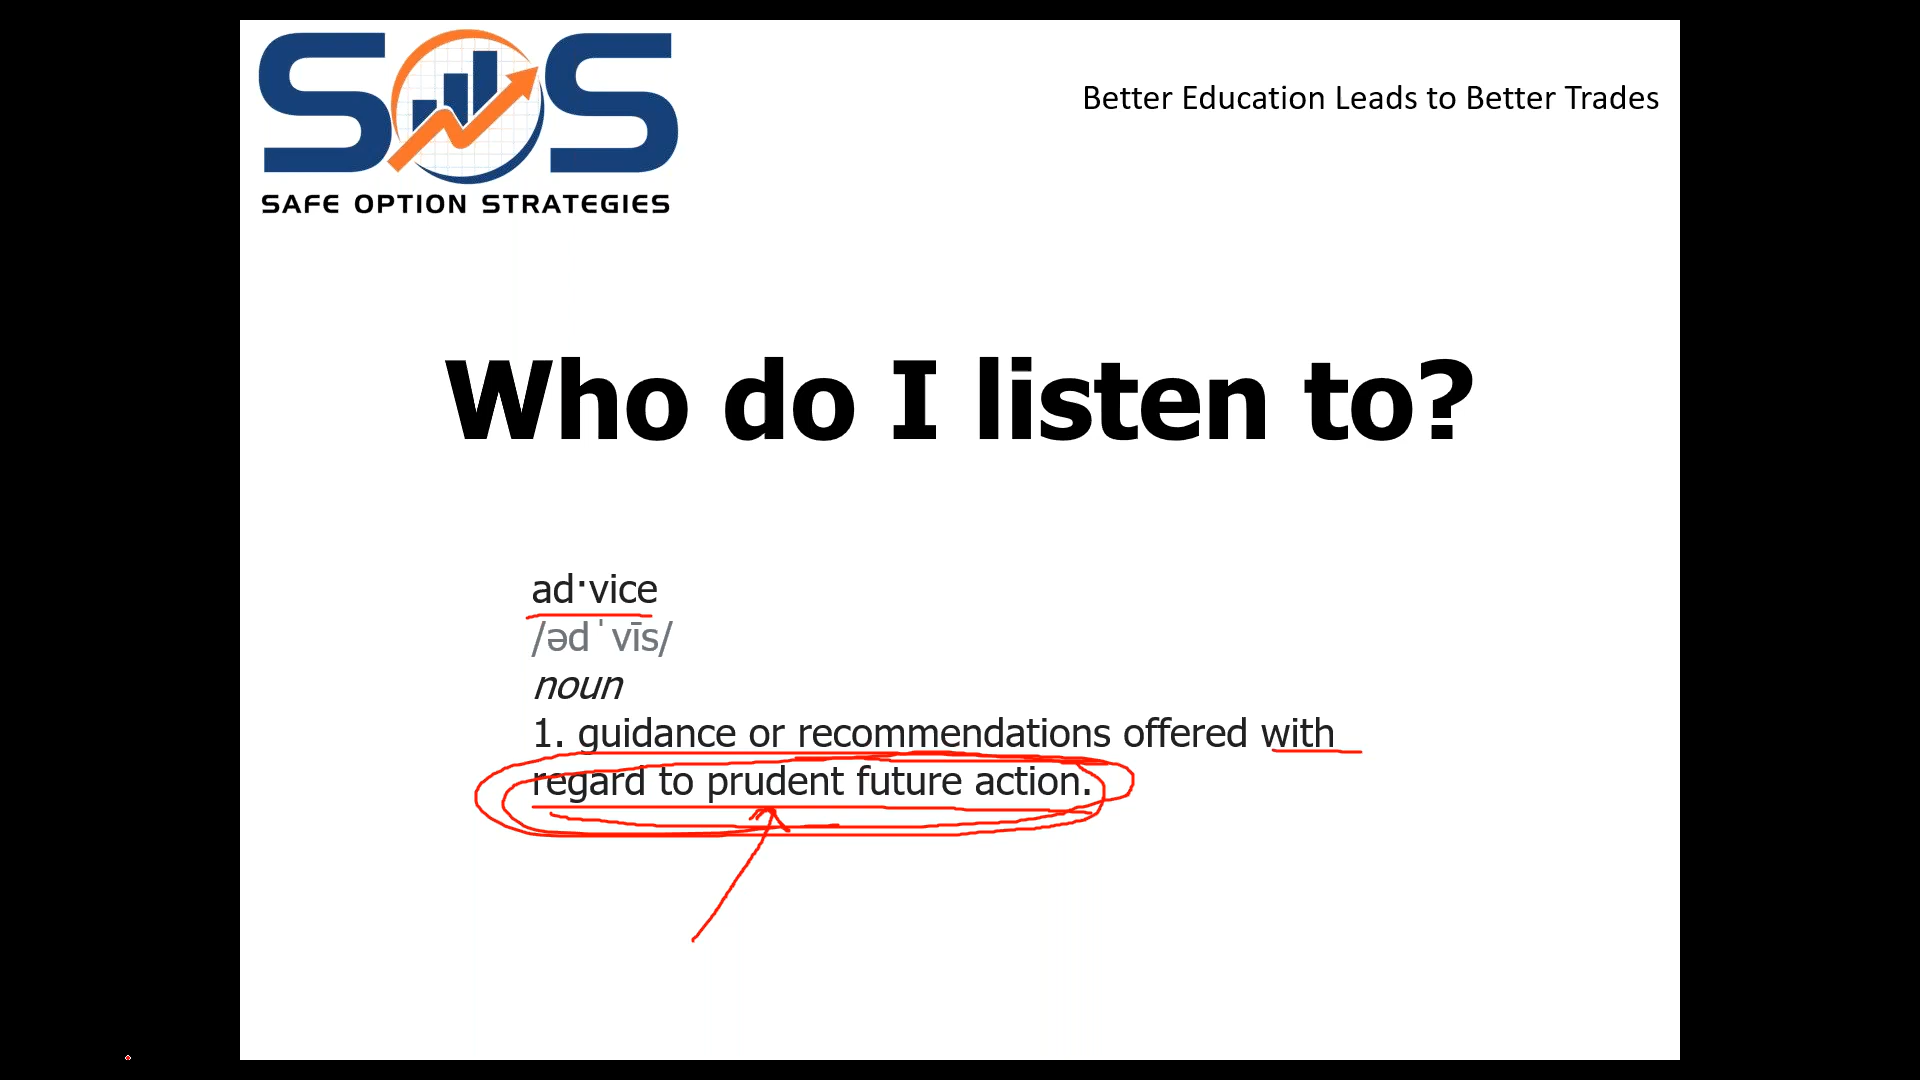 SOS
SAFE OPTION STRATEGIES
Better Education Leads to Better Trades
Who do I listen to?
ad·vice
/ədˈvīs/
noun
1. guidance or recommendations offered with
regard to prudent future action.